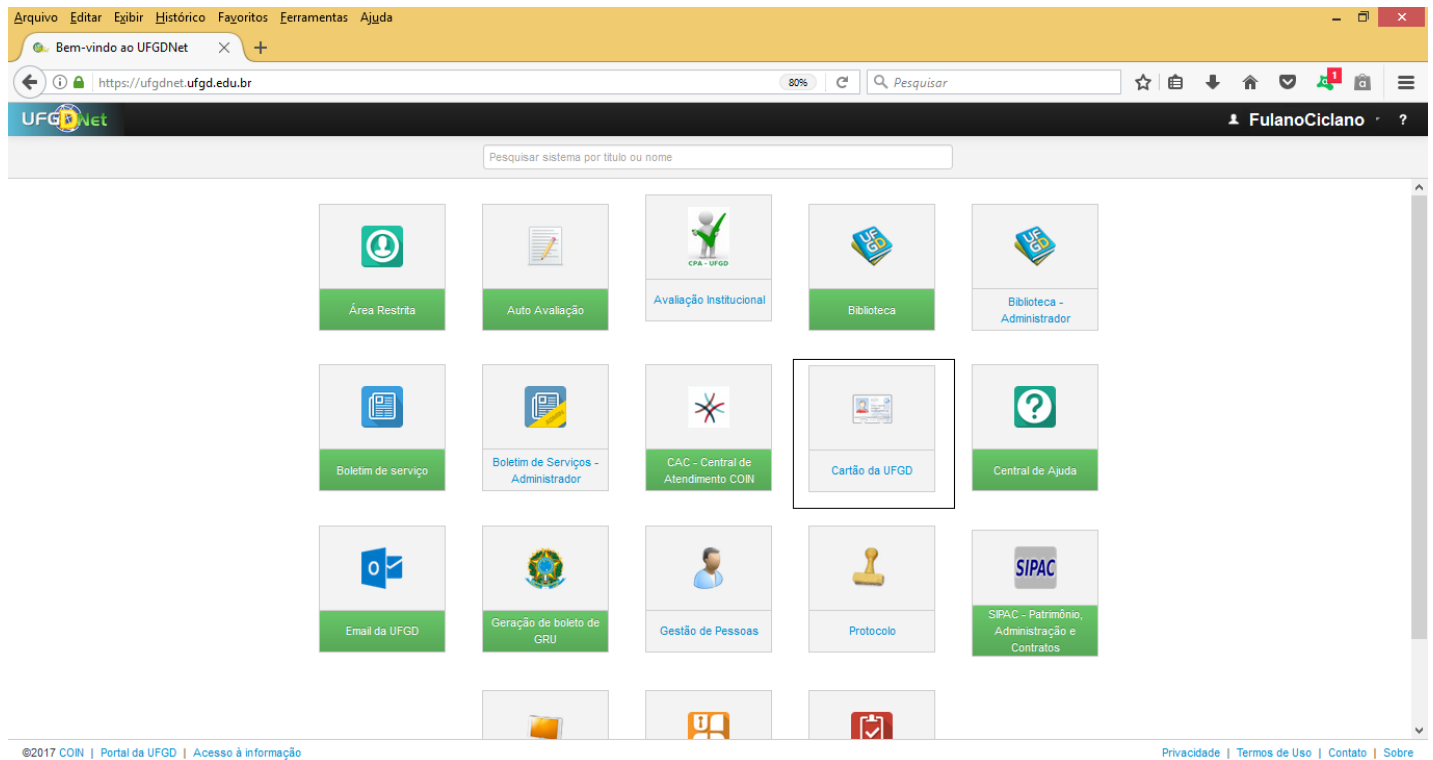 Arquivo Editar Exibir Histórico Favoritos Ferramentas Ajuda
Bem-vindo ao UFGDNet
https://ufgdnet.ufgd.edu.br 80% Pesquisar 1
UFGDNet FulanoCiclano ?
Pesquisar sistema por título ou nome
CPA - UFGD
UFGD
UFGD
Área Restrita
Auto Avaliação
Avaliação Institucional
Biblioteca
Biblioteca -
Administrador
Boletim de serviço
Boletim de Serviços -
Administrador
CAC - Central de
Atendimento COIN
Cartão da UFGD
Central de Ajuda
SIPAC
Email da UFGD
Geração de boleto de
GRU
Gestão de Pessoas
Protocolo
SIPAC - Patrimônio,
Administração e
Contratos
©2017 COIN | Portal da UFGD | Acesso à informação
Privacidade | Termos de Uso | Contato | Sobre